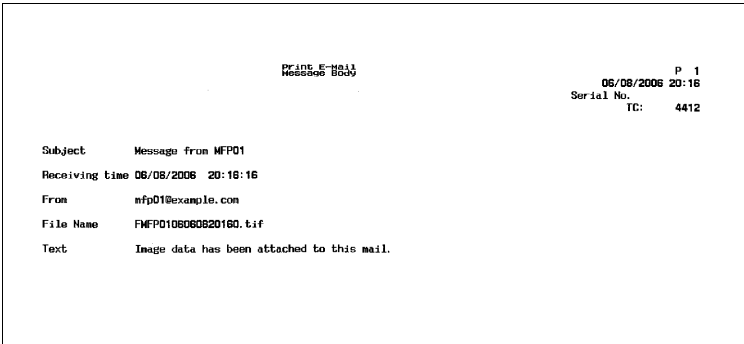 Print E-Mail
Message Body
P 1
06/08/2006 20:16
Serial No.
TC: 4412
Subject Message from MFP01
Receiving time 06/08/2006 20:16:16
From mfp01@example.com
File Name FMFP0106060820160.tif
Text Image data has been attached to this mail.